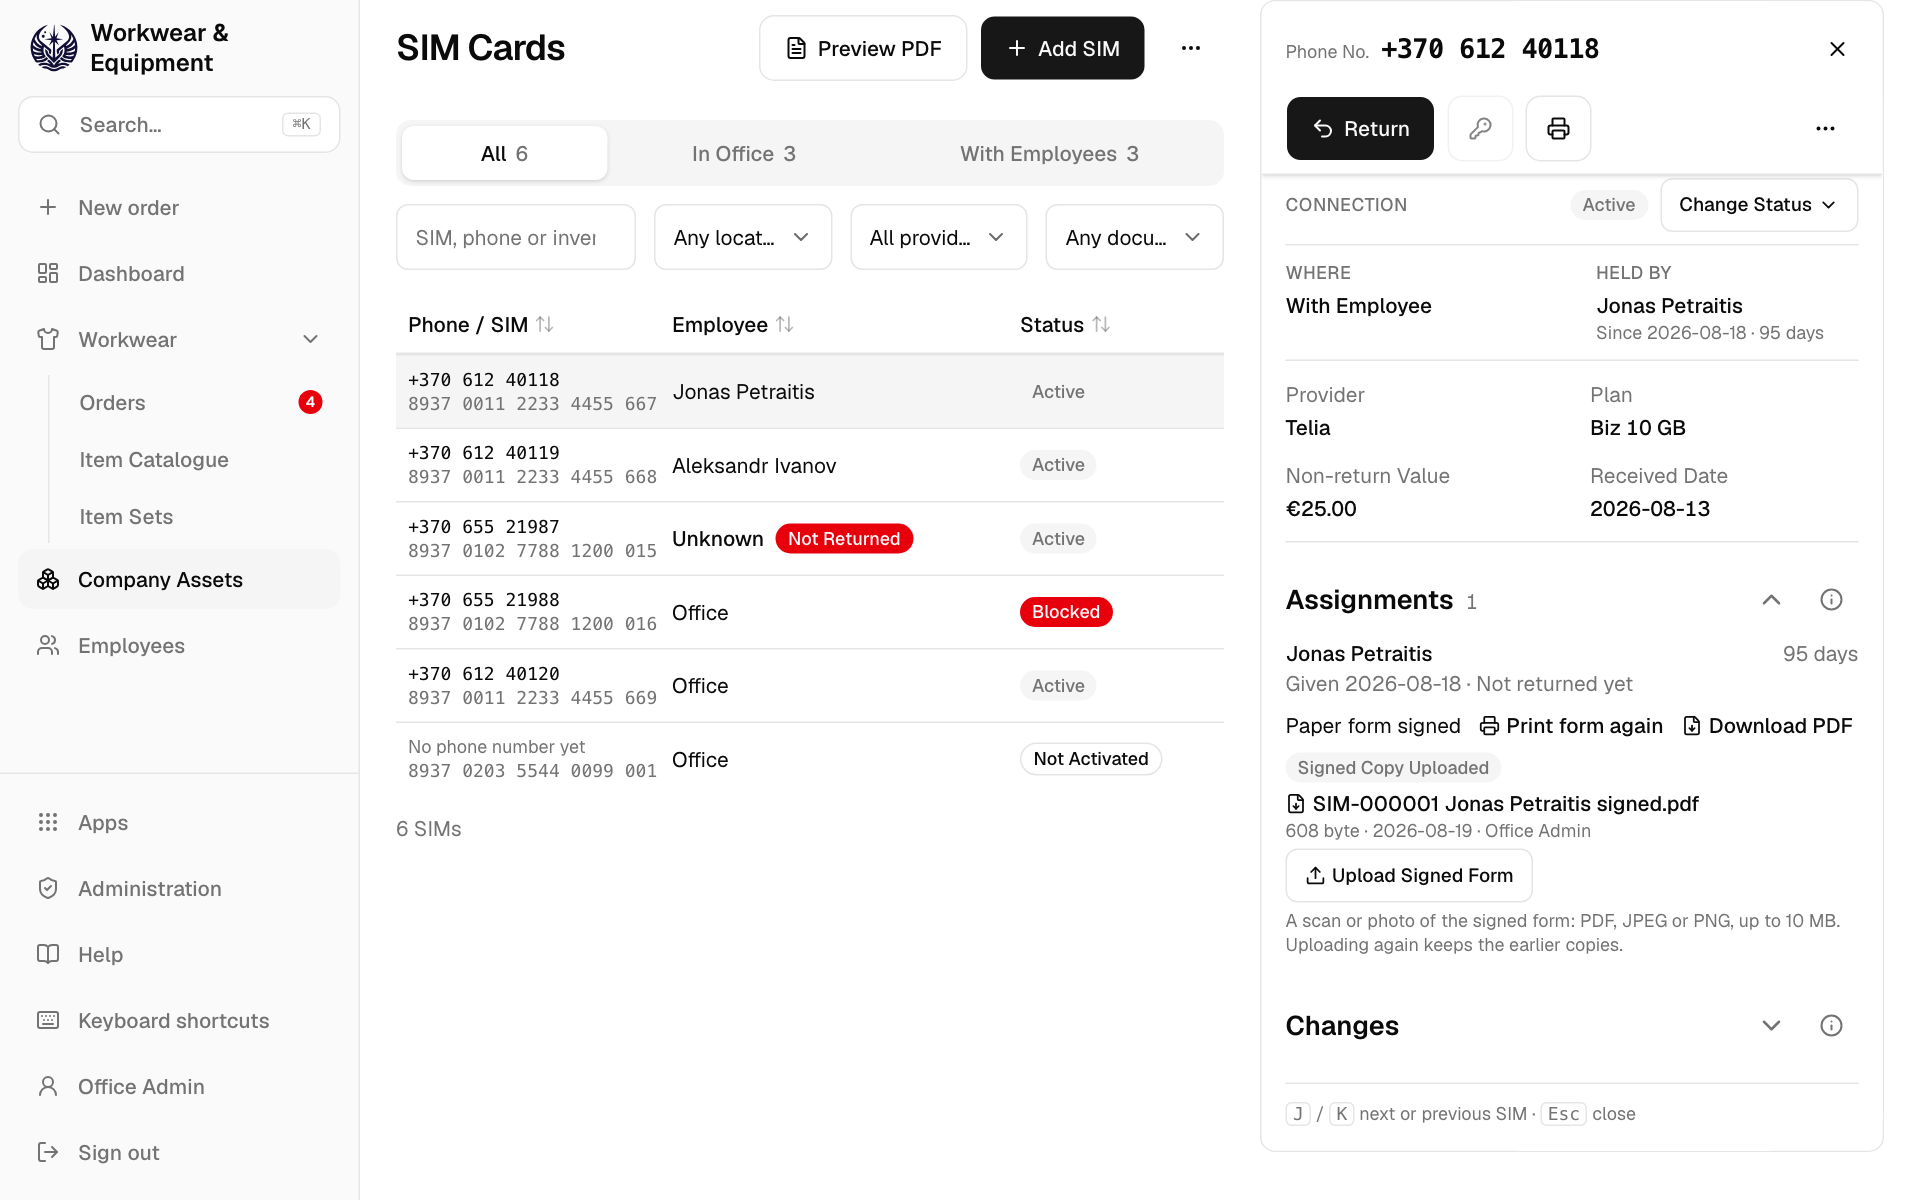 Workwear &
Equipment
Search...
⌘K
New order
Dashboard
Workwear
Orders
4
Item Catalogue
Item Sets
Company Assets
Employees
Apps
Administration
Help
Keyboard shortcuts
Office Admin
Sign out
SIM Cards
Preview PDF
Add SIM
All 6
In Office 3
With Employees 3
SIM, phone or inver
Any locat...
All provid...
Any docu...
Phone / SIM
Employee
Status
+370 612 40118
8937 0011 2233 4455 667
Jonas Petraitis
Active
+370 612 40119
8937 0011 2233 4455 668
Aleksandr Ivanov
Active
+370 655 21987
8937 0102 7788 1200 015
Unknown
Not Returned
Active
+370 655 21988
8937 0102 7788 1200 016
Office
Blocked
+370 612 40120
8937 0011 2233 4455 669
Office
Active
No phone number yet
8937 0203 5544 0099 001
Office
Not Activated
6 SIMs
Phone No. +370 612 40118
Return
CONNECTION
Active
Change Status
WHERE
With Employee
HELD BY
Jonas Petraitis
Since 2026-08-18 · 95 days
Provider
Telia
Plan
Biz 10 GB
Non-return Value
€25.00
Received Date
2026-08-13
Assignments 1
Jonas Petraitis
95 days
Given 2026-08-18 · Not returned yet
Paper form signed
Print form again
Download PDF
Signed Copy Uploaded
SIM-000001 Jonas Petraitis signed.pdf
608 byte · 2026-08-19 · Office Admin
Upload Signed Form
A scan or photo of the signed form: PDF, JPEG or PNG, up to 10 MB.
Uploading again keeps the earlier copies.
Changes
J / K next or previous SIM · Esc close